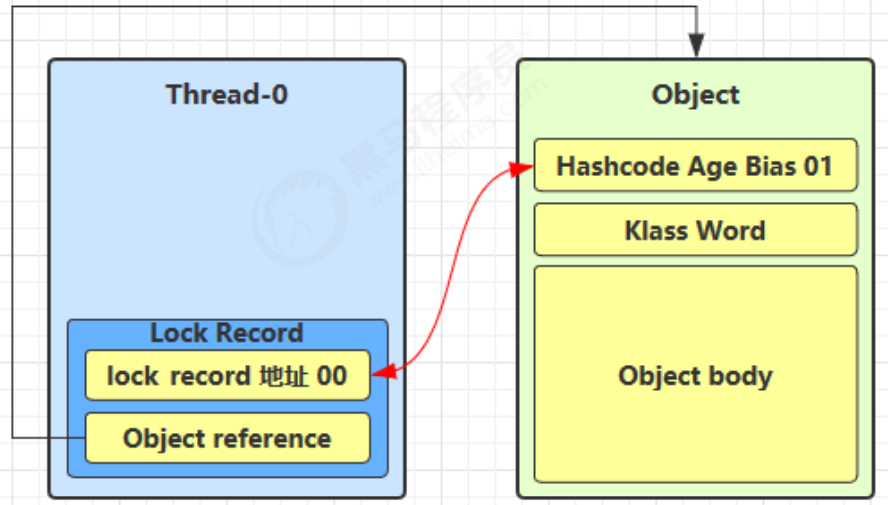 Thread-0
Lock Record
lock record 地址 00
Object reference
Object
Hashcode Age Bias 01
Klass Word
Object body
黑马程序员
www.itheima.com